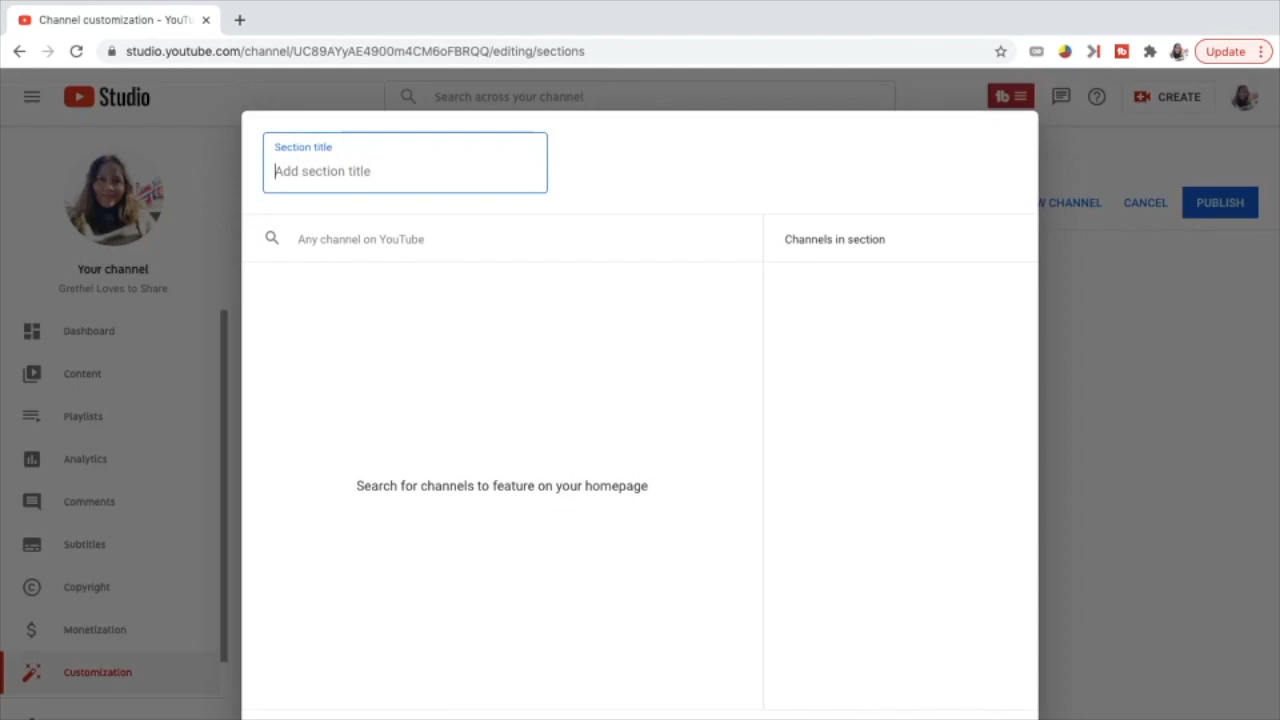 Channel customization - YouTu
studio.youtube.com/channel/UC89AYyAE4900m4CM6oFBRQQ/editing/sections
Update
Studio
Search across your channel
CREATE
Section title
Add section title
W CHANNEL
CANCEL
PUBLISH
Any channel on YouTube
Channels in section
Your channel
Grethel Loves to Share
Dashboard
Content
Playlists
Search for channels to feature on your homepage
Analytics
Comments
Subtitles
Copyright
Monetization
Customization